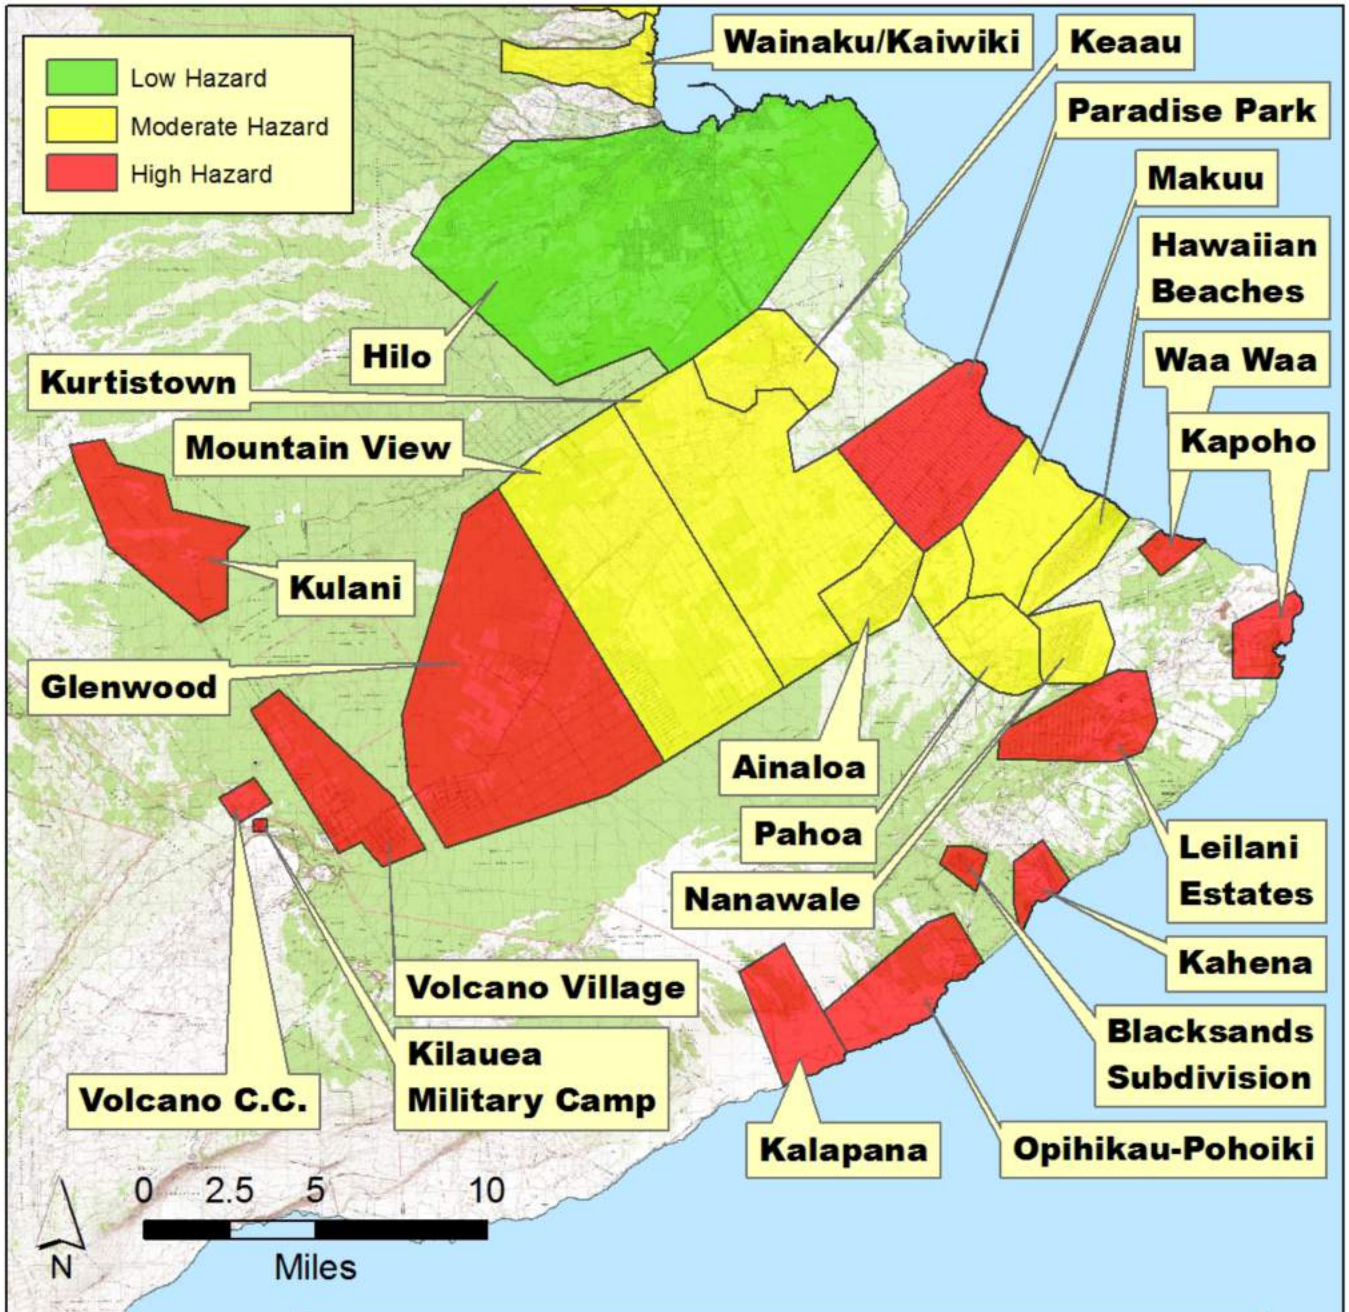 Low Hazard
Moderate Hazard
High Hazard
Wainaku/Kaiwiki
Keaau
Paradise Park
Makuu
Hawaiian
Beaches
Waa Waa
Kapoho
Hilo
Kurtistown
Mountain View
Kulani
Glenwood
Ainaloa
Pahoa
Nanawale
Leilani
Estates
Kahena
Blacksands
Subdivision
Opihikau-Pohoiki
Kalapana
Volcano Village
Kilauea
Military Camp
Volcano C.C.
0 2.5 5 10
Miles
N